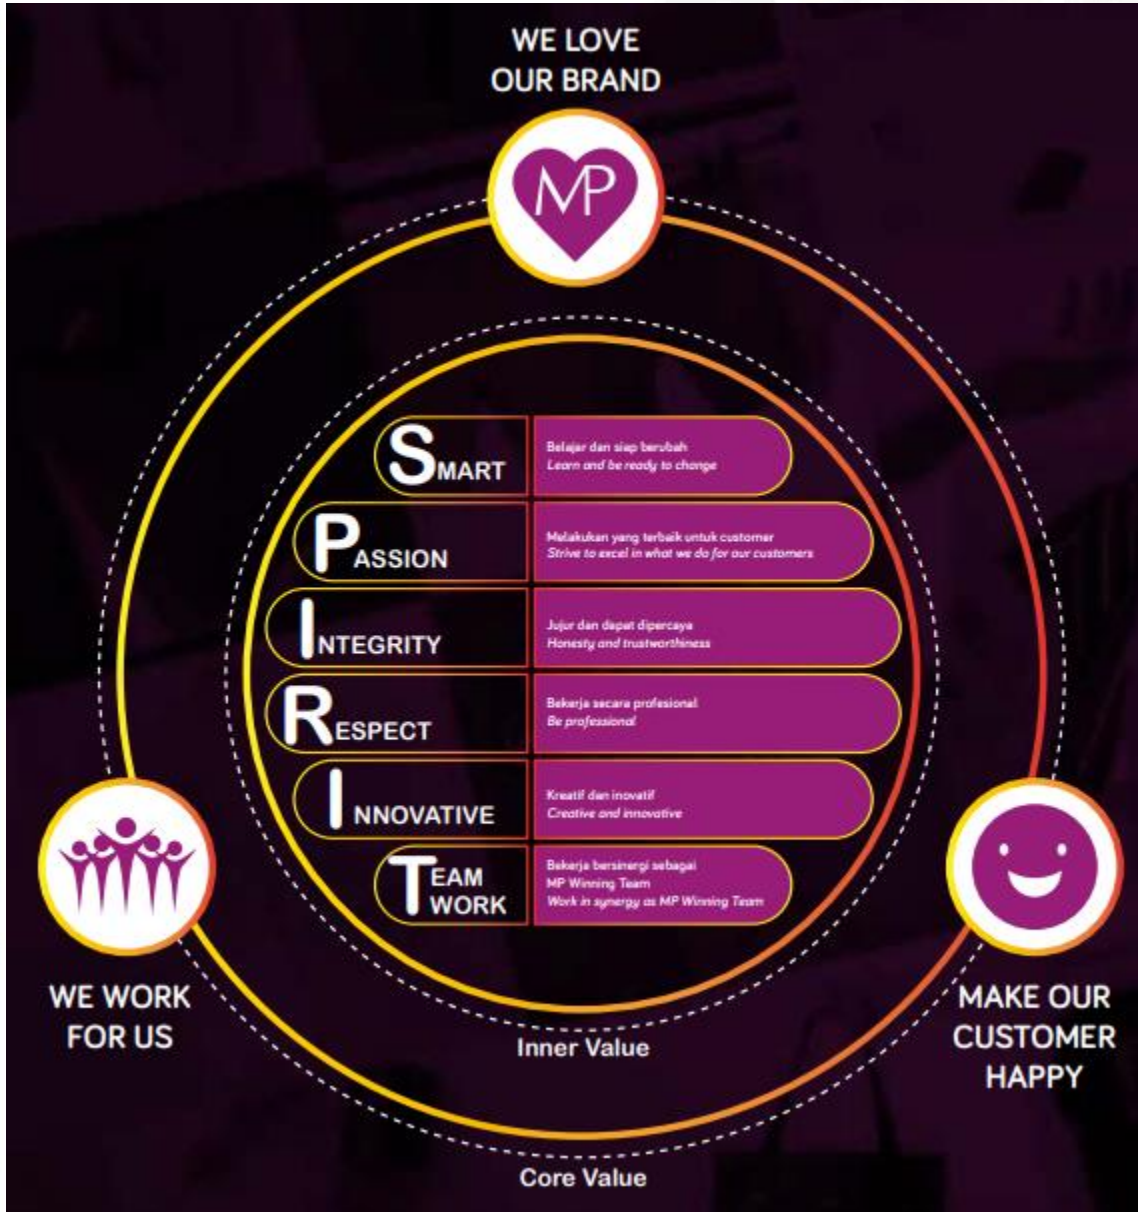 WE LOVE
OUR BRAND
MP
SMART
Belajar dan siap berubah
Learn and be ready to change
PASSION
Melakukan yang terbaik untuk customer
Strive to excel in what we do for our customers
INTEGRITY
Jujur dan dapat dipercaya
Honesty and trustworthiness
RESPECT
Bekerja secara profesional
Be professional
INNOVATIVE
Kreatif dan inovatif
Creative and innovative
TEAM
WORK
Bekerja bersinergi sebagai
MP Winning Team
Work in synergy as MP Winning Team
WE WORK
FOR US
MAKE OUR
CUSTOMER
HAPPY
Inner Value
Core Value